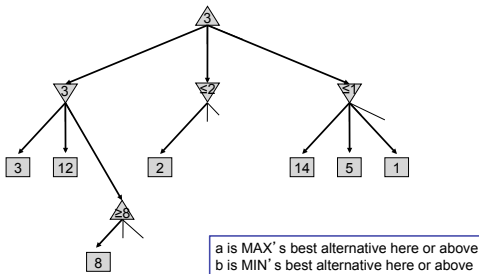 3
3 ≤2 ≤1
3 12 2 14 5 1
≥8
8
a is MAX’s best alternative here or above
b is MIN’s best alternative here or above